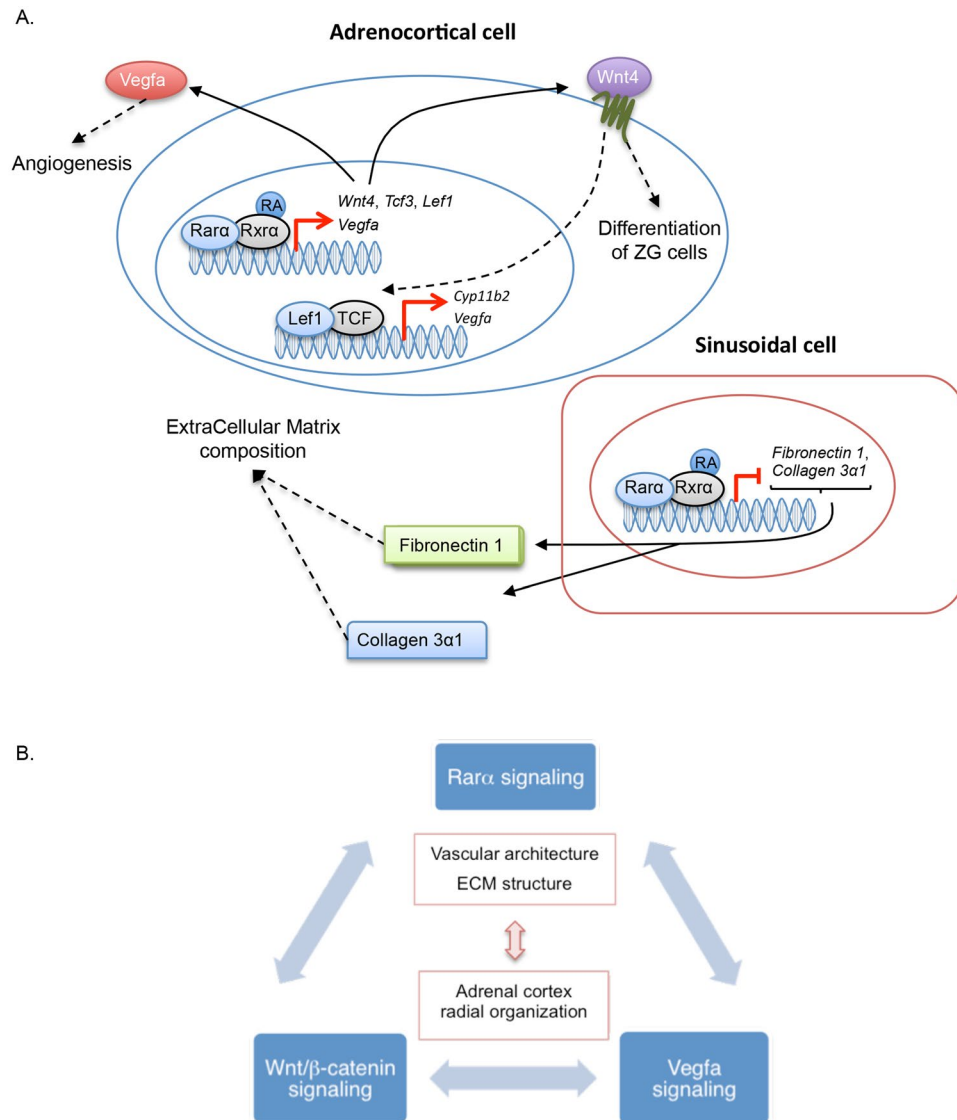 A.
Adrenocortical cell
Vegfa
Wnt4
Angiogenesis
RA
Rarα
Rxrα
Wnt4, Tcf3, Lef1
Vegfa
Differentiation
of ZG cells
Lef1
TCF
Cyp11b2
Vegfa
Sinusoidal cell
ExtraCellular Matrix
composition
RA
Rarα
Rxrα
Fibronectin 1,
Collagen 3α1
Fibronectin 1
Collagen 3α1
B.
Rarα signaling
Vascular architecture
ECM structure
Adrenal cortex
radial organization
Wnt/β-catenin
signaling
Vegfa
signaling